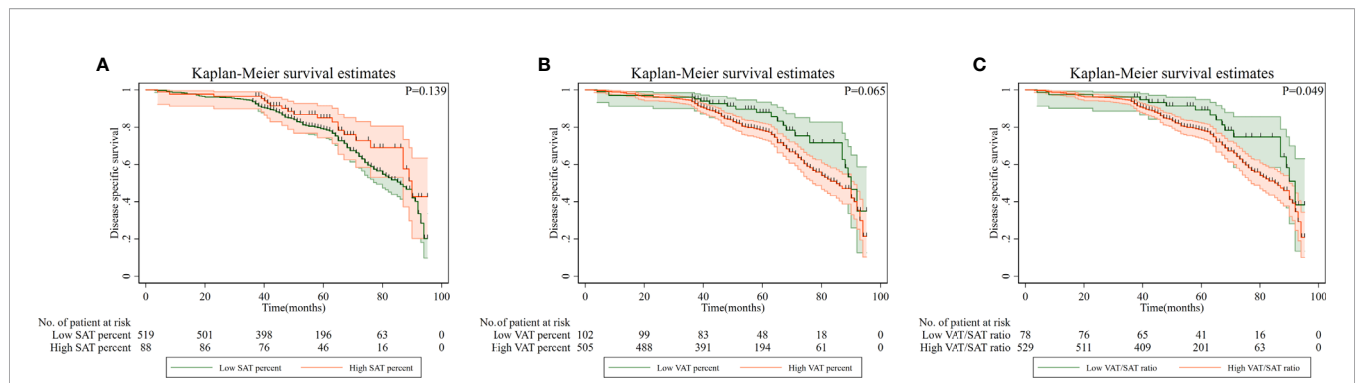 A
Kaplan-Meier survival estimates
P=0.139
Disease specific survival
1
.8
.6
.4
.2
0
0 20 40 60 80 100
Time(months)
No. of patient at risk
Low SAT percent 519 501 398 196 63 0
High SAT percent 88 86 76 46 16 0
Low SAT percent High SAT percent
B
Kaplan-Meier survival estimates
P=0.065
Disease specific survival
1
.8
.6
.4
.2
0
0 20 40 60 80 100
Time(months)
No. of patient at risk
Low VAT percent 102 99 83 48 18 0
Eigh VAT percent 505 488 391 194 61 0
Low VAT percent High VAT percent
C
Kaplan-Meier survival estimates
P=0.049
Disease specific survival
1
.8
.6
.4
.2
0
0 20 40 60 80 100
Time(months)
No. of patient at risk
Low VAT/SAT ratio 78 76 65 41 16 0
High VAT/SAT ratio 529 511 409 201 63 0
Low VAT/SAT ratio High VAT/SAT ratio